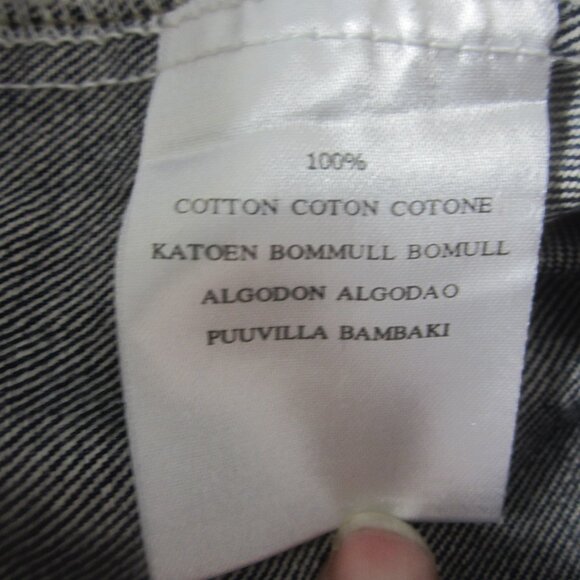 100%
COTTON COTON COTONE
KATOEN BOMMULL BOMULL
ALGODON ALGODAO
PUUVILLA BAMBAKI